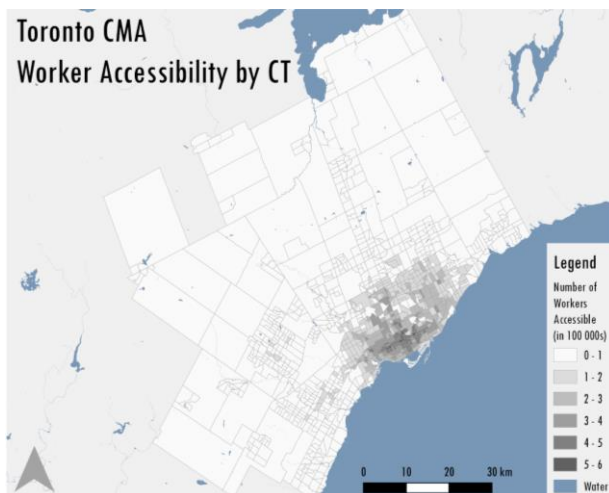 Toronto CMA
Worker Accessibility by CT
Legend
Number of
Workers
Accessible
(in 100 000s)
0 - 1
1 - 2
2 - 3
3 - 4
4 - 5
5 - 6
Water
0 10 20 30 km